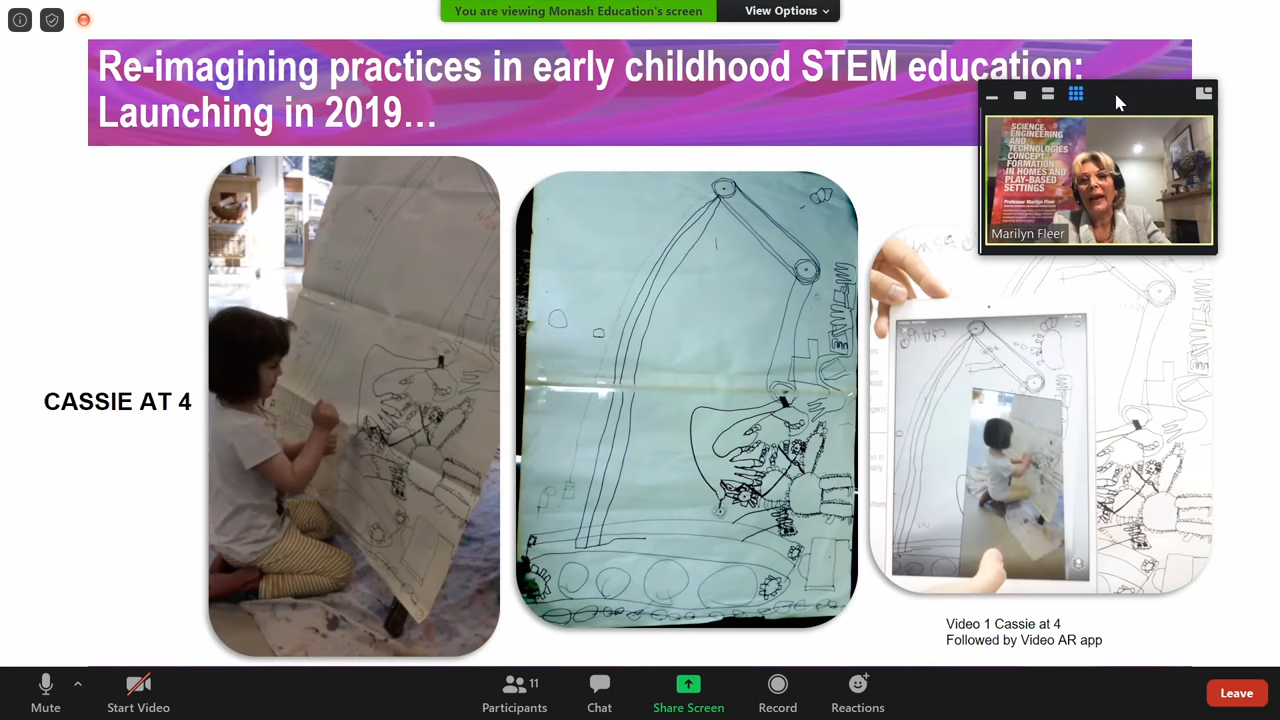 You are viewing Monash Education's screen
View Options
Re-imagining practices in early childhood STEM education:
Launching in 2019…
SCIENCE,
ENGINEERING
AND
TECHNOLOGIES
CONCEPT
FORMATION
IN HOMES AND
PLAY-BASED
SETTINGS
Professor Marilyn Fleer
Marilyn Fleer
CASSIE AT 4
Video 1 Cassie at 4
Followed by Video AR app
Mute
Start Video
Participants
11
Chat
Share Screen
Record
Reactions
Leave